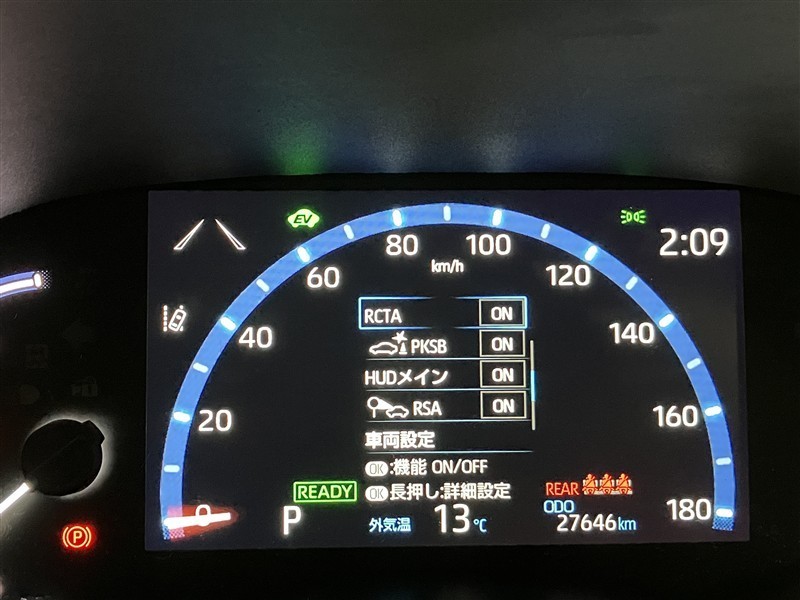 EV
2:09
0
20
40
60
80
100
120
140
160
180
km/h
RCTA ON
PKSB ON
HUDメイン ON
RSA ON
車両設定
OK:機能 ON/OFF
OK長押し:詳細設定
READY
REAR
P
外気温 13℃
ODO
27646km
(P)